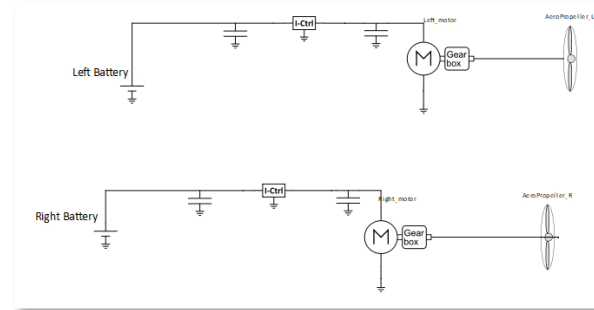 AeroPropeller_L
Left_motor
I-Ctrl
M
Gear
box
Left Battery
AeroPropeller_R
I-Ctrl
Right_motor
Right Battery
M
Gear
box